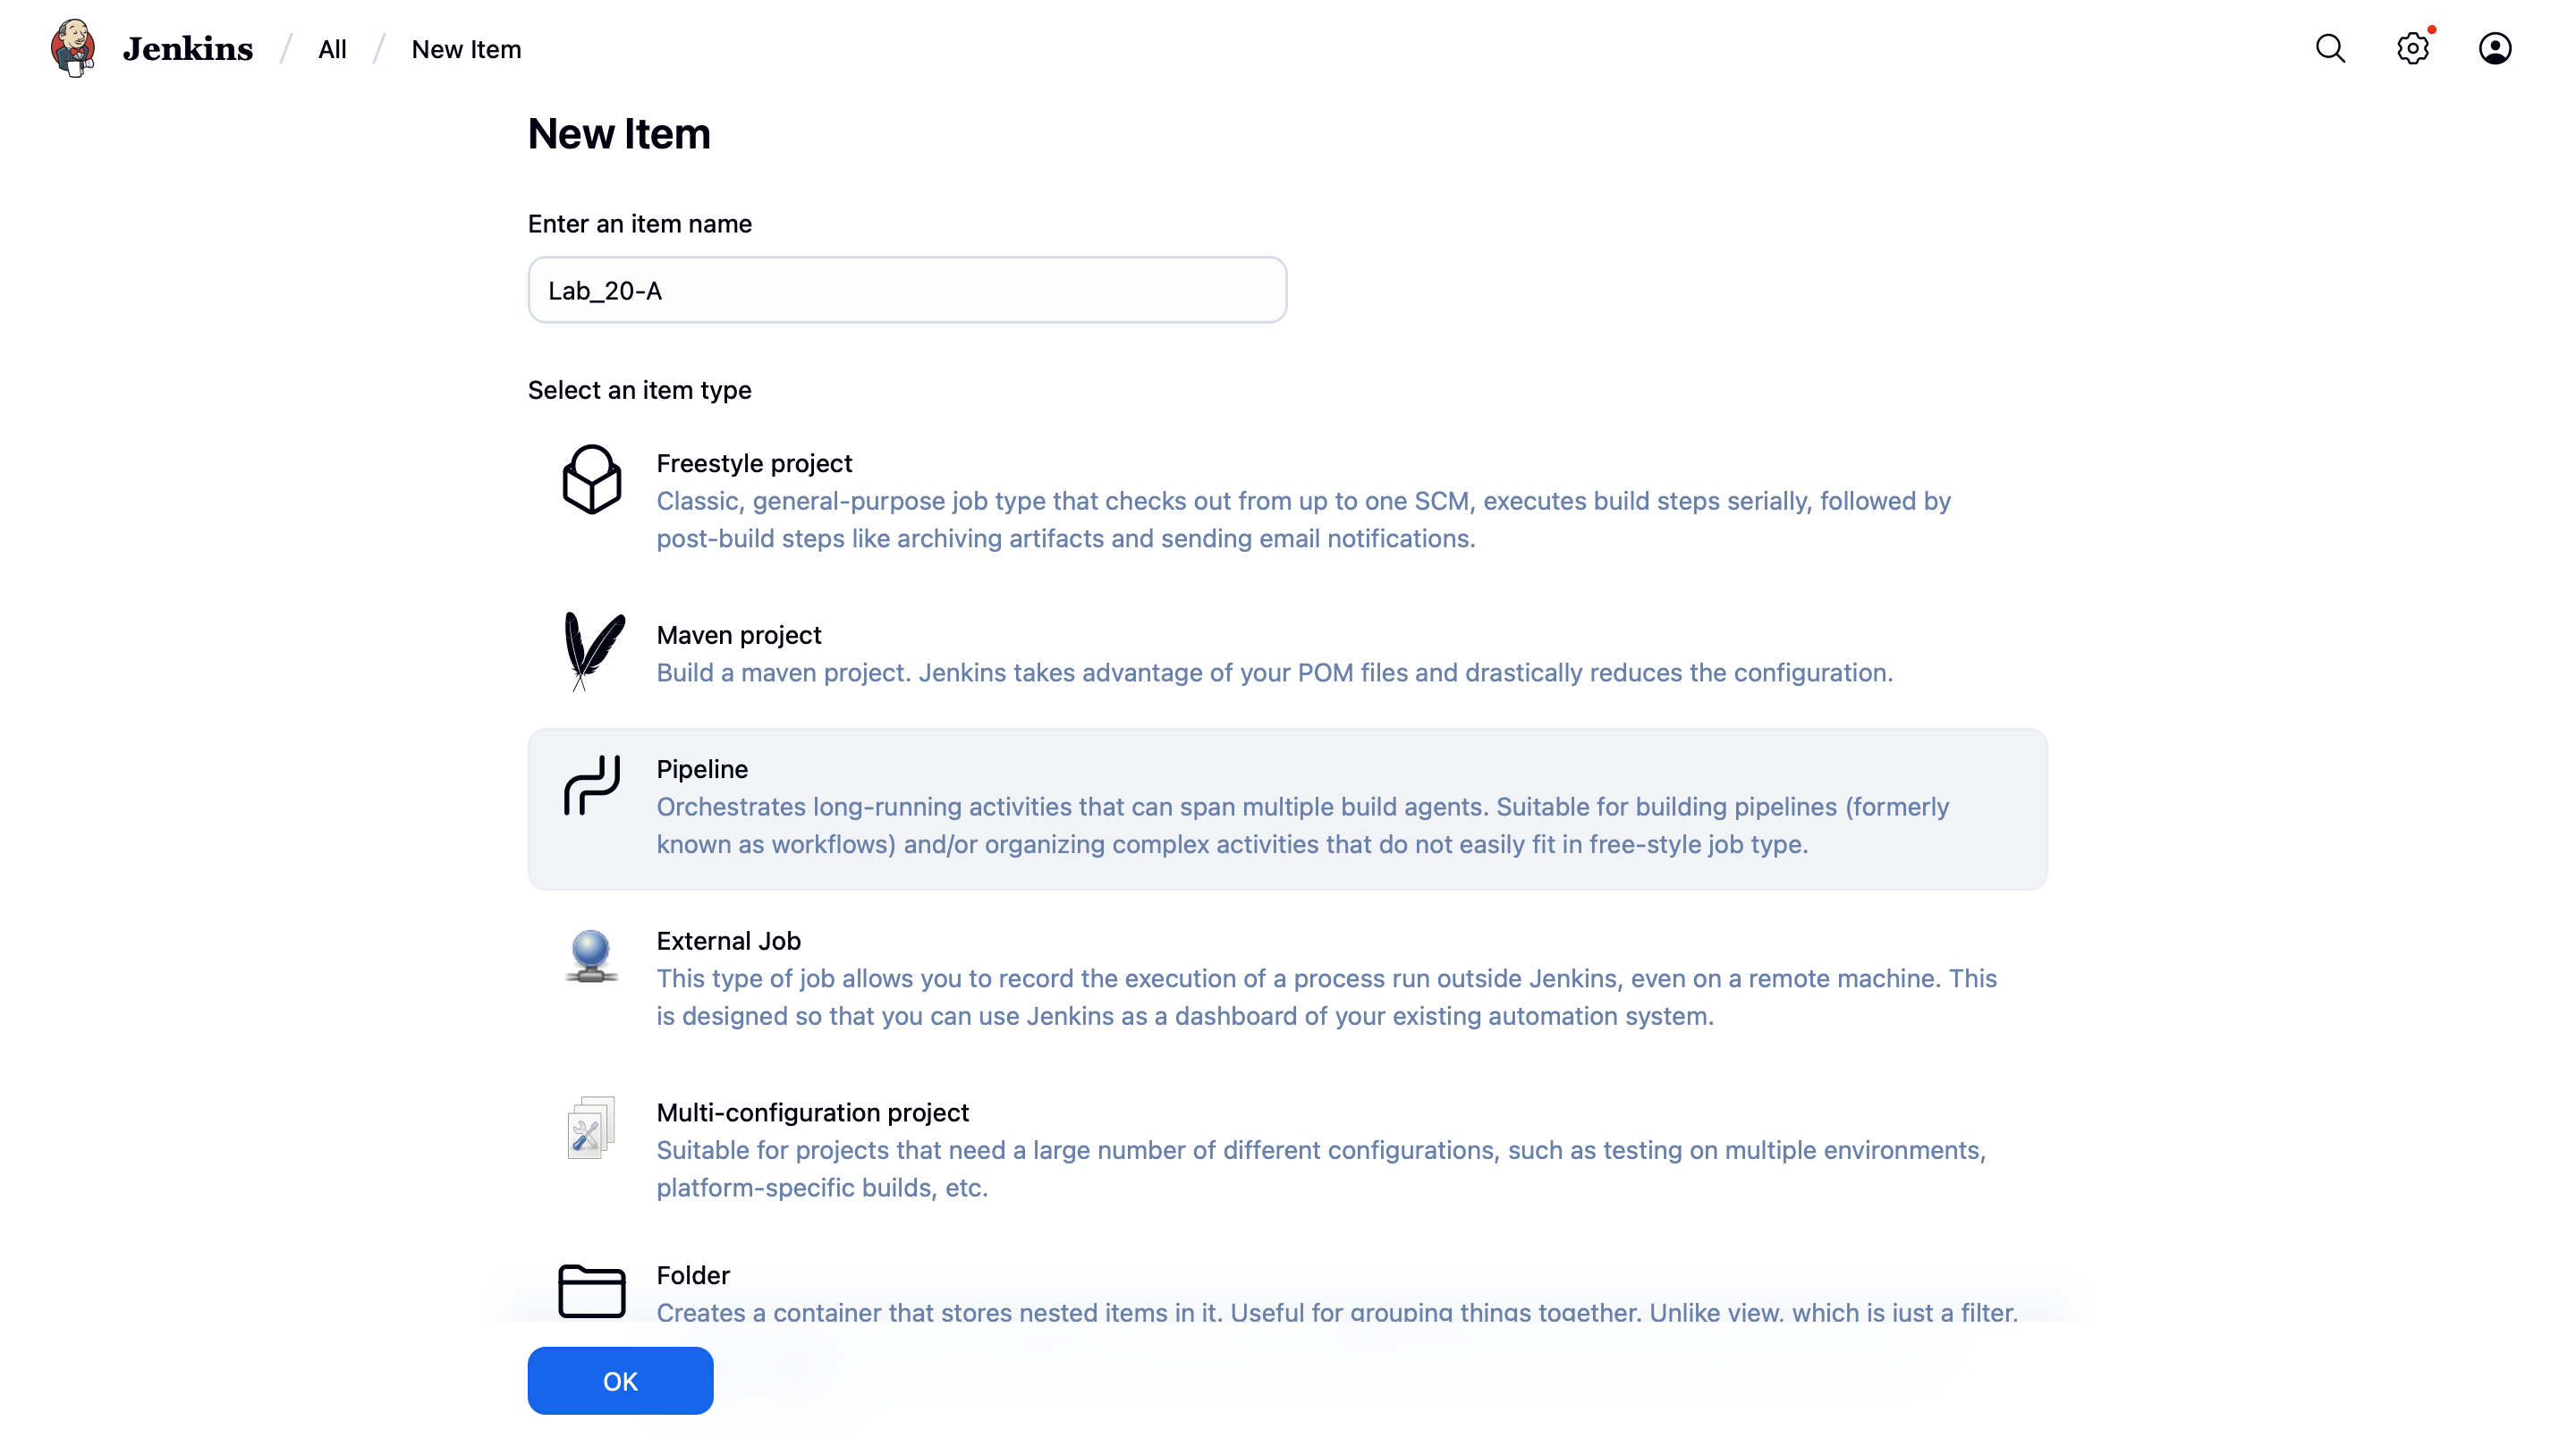 Jenkins / All / New Item
New Item
Enter an item name
Lab_20-A
Select an item type
Freestyle project
Classic, general-purpose job type that checks out from up to one SCM, executes build steps serially, followed by
post-build steps like archiving artifacts and sending email notifications.
Maven project
Build a maven project. Jenkins takes advantage of your POM files and drastically reduces the configuration.
Pipeline
Orchestrates long-running activities that can span multiple build agents. Suitable for building pipelines (formerly
known as workflows) and/or organizing complex activities that do not easily fit in free-style job type.
External Job
This type of job allows you to record the execution of a process run outside Jenkins, even on a remote machine. This
is designed so that you can use Jenkins as a dashboard of your existing automation system.
Multi-configuration project
Suitable for projects that need a large number of different configurations, such as testing on multiple environments,
platform-specific builds, etc.
Folder
Creates a container that stores nested items in it. Useful for grouping things together. Unlike view, which is just a filter,
OK